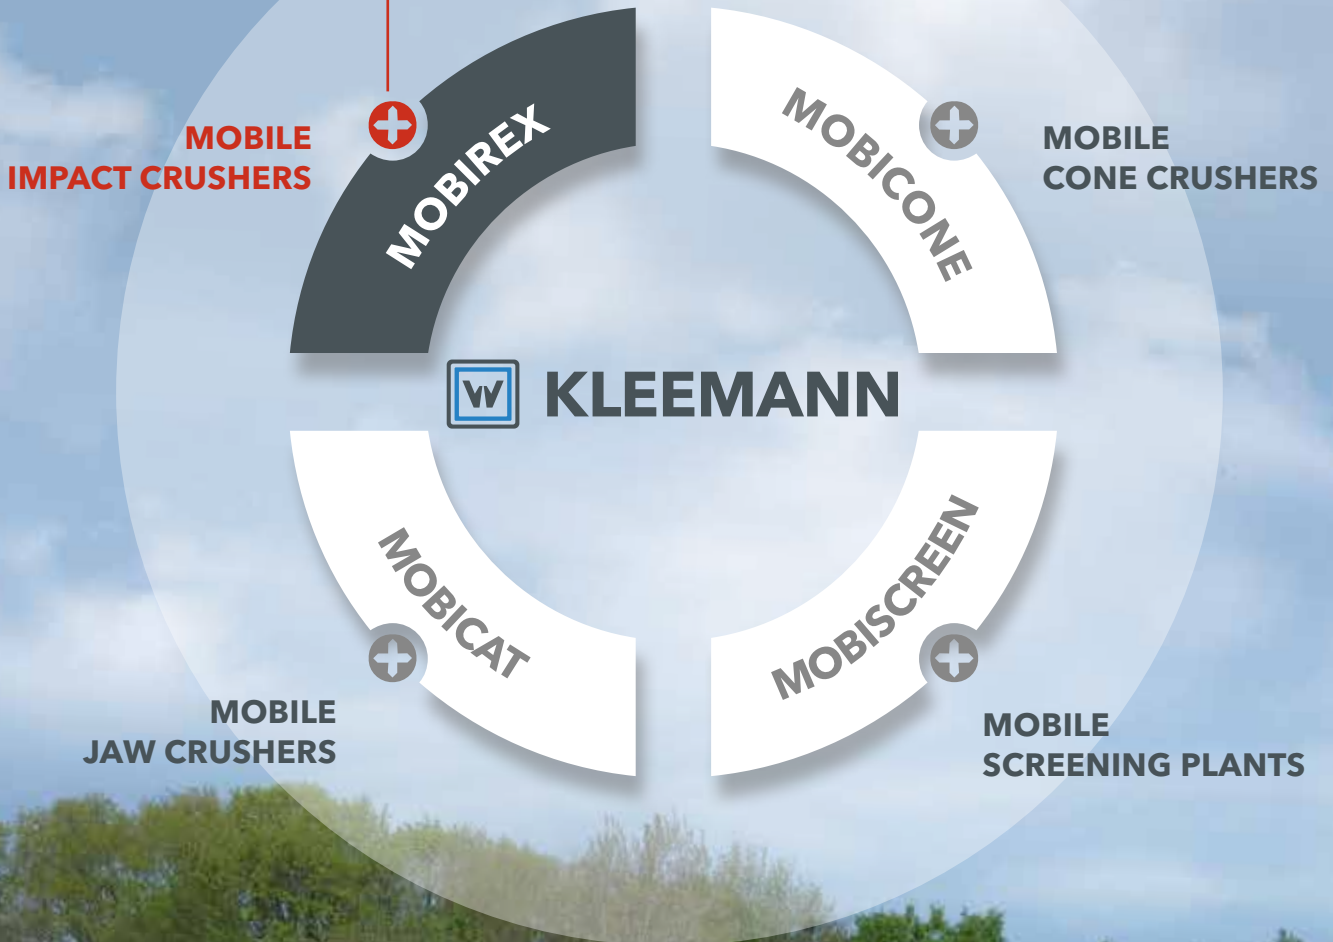 MOBILE
IMPACT CRUSHERS
MOBIREX
MOBICONE
MOBILE
CONE CRUSHERS
W KLEEMANN
MOBICAT
MOBILE
JAW CRUSHERS
MOBISCREEN
MOBILE
SCREENING PLANTS